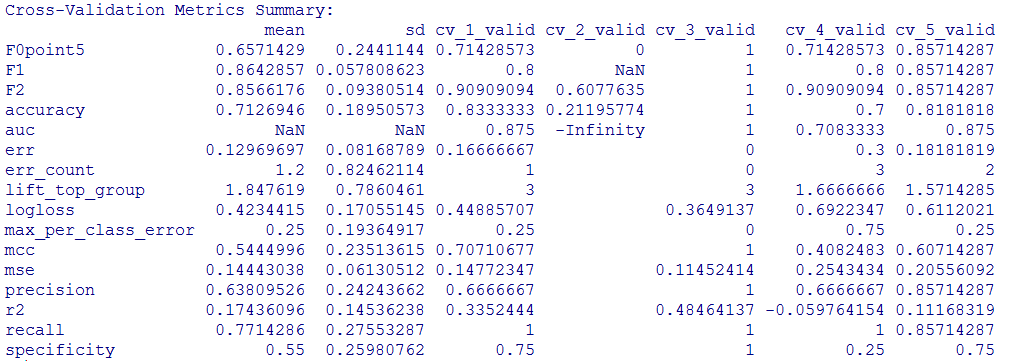 Cross-Validation Metrics Summary:
mean sd cv_1_valid cv_2_valid cv_3_valid cv_4_valid cv_5_valid
F0point5 0.6571429 0.2441144 0.71428573 0 1 0.71428573 0.85714287
F1 0.8642857 0.057808623 0.8 NaN 1 0.8 0.85714287
F2 0.8566176 0.09380514 0.90909094 0.6077635 1 0.90909094 0.85714287
accuracy 0.7126946 0.18950573 0.8333333 0.21195774 1 0.7 0.8181818
auc NaN NaN 0.875 -Infinity 1 0.7083333 0.875
err 0.12969697 0.08168789 0.16666667 0 0.3 0.18181819
err_count 1.2 0.82462114 1 0 3 2
lift_top_group 1.847619 0.7860461 3 3 1.6666666 1.5714285
logloss 0.4234415 0.17055145 0.44885707 0.3649137 0.6922347 0.6112021
max_per_class_error 0.25 0.19364917 0.25 0 0.75 0.25
mcc 0.5444996 0.23513615 0.70710677 1 0.4082483 0.60714287
mse 0.14443038 0.06130512 0.14772347 0.11452414 0.2543434 0.20556092
precision 0.63809526 0.24243662 0.6666667 1 0.6666667 0.85714287
r2 0.17436096 0.14536238 0.3352444 0.48464137 -0.059764154 0.11168319
recall 0.7714286 0.27553287 1 1 1 0.85714287
specificity 0.55 0.25980762 0.75 1 0.25 0.75